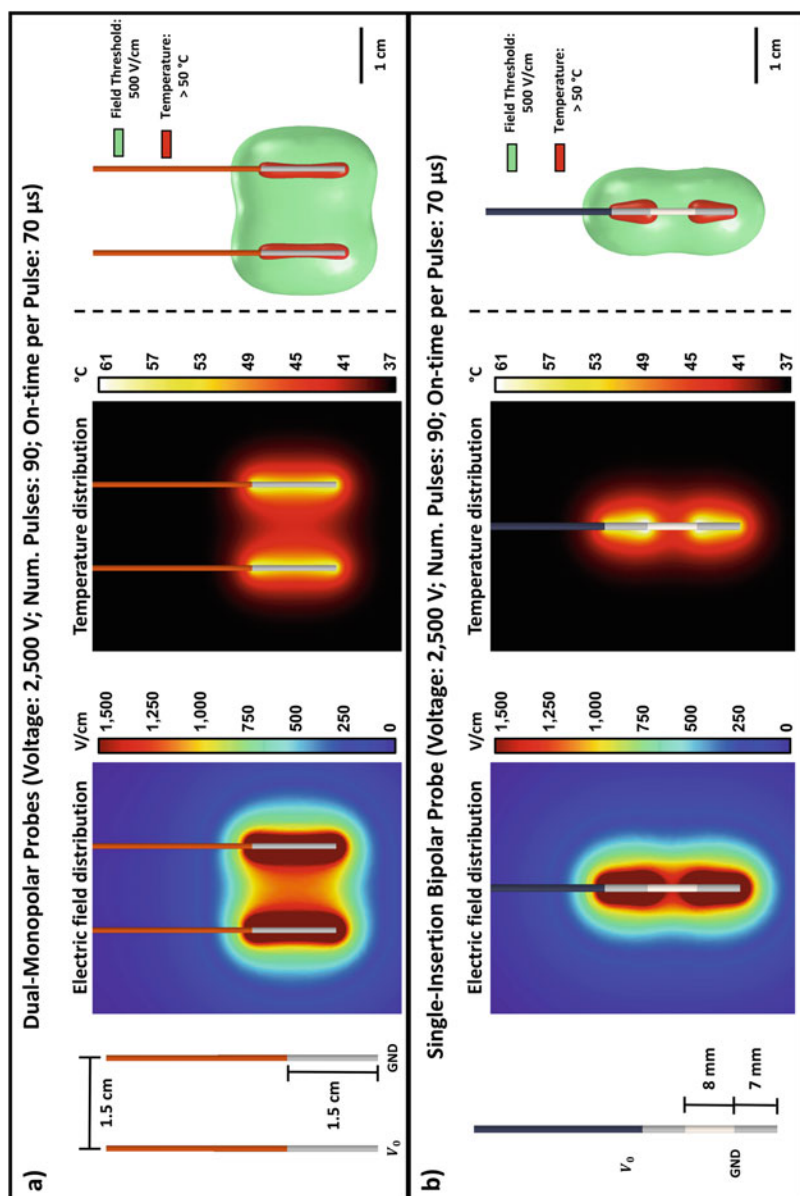 a)
Dual-Monopolar Probes (Voltage: 2,500 V; Num. Pulses: 90; On-time per Pulse: 70 µs)
1.5 cm
1.5 cm
V₀
GND
Electric field distribution
V/cm
1,500
1,250
1,000
750
500
250
0
Temperature distribution
°C
61
57
53
49
45
41
37
Field Threshold:
500 V/cm
Temperature:
> 50 °C
1 cm
b)
Single-Insertion Bipolar Probe (Voltage: 2,500 V; Num. Pulses: 90; On-time per Pulse: 70 µs)
V₀
GND
8 mm
7 mm
Electric field distribution
V/cm
1,500
1,250
1,000
750
500
250
0
Temperature distribution
°C
61
57
53
49
45
41
37
Field Threshold:
500 V/cm
Temperature:
> 50 °C
1 cm